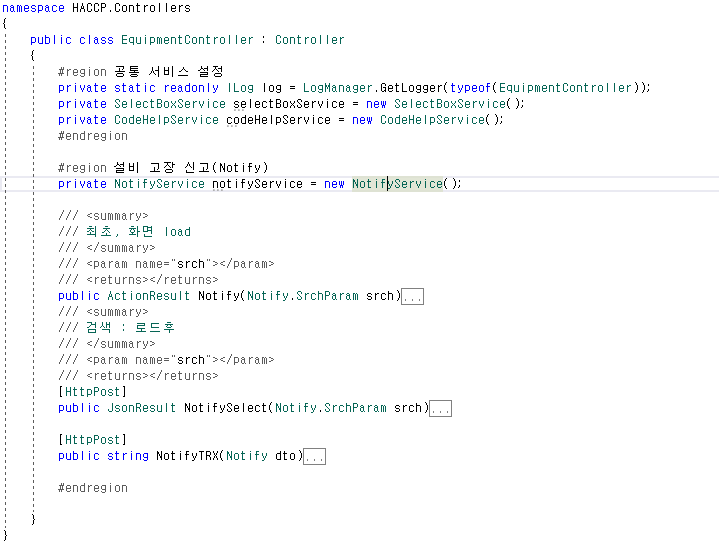 namespace HACCP.Controllers
{
public class EquipmentController : Controller
{
#region 공통 서비스 설정
private static readonly ILog log = LogManager.GetLogger(typeof(EquipmentController));
private SelectBoxService selectBoxService = new SelectBoxService();
private CodeHelpService codeHelpService = new CodeHelpService();
#endregion
#region 설비 고장 신고(Notify)
private NotifyService notifyService = new NotifyService();
/// <summary>
/// 최초, 화면 load
/// </summary>
/// <param name="srch"></param>
/// <returns></returns>
public ActionResult Notify(Notify.SrchParam srch)...
/// <summary>
/// 검색 : 로드후
/// </summary>
/// <param name="srch"></param>
/// <returns></returns>
[HttpPost]
public JsonResult NotifySelect(Notify.SrchParam srch)...
[HttpPost]
public string NotifyTRX(Notify dto)...
#endregion
}
}